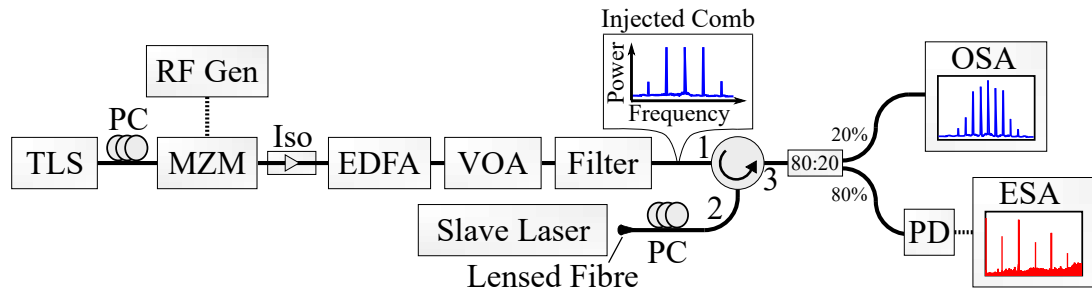 Injected Comb
Power
Frequency
RF Gen
PC
Iso
TLS
MZM
EDFA
VOA
Filter
1
2
3
80:20
20%
80%
OSA
ESA
PD
Slave Laser
PC
Lensed Fibre